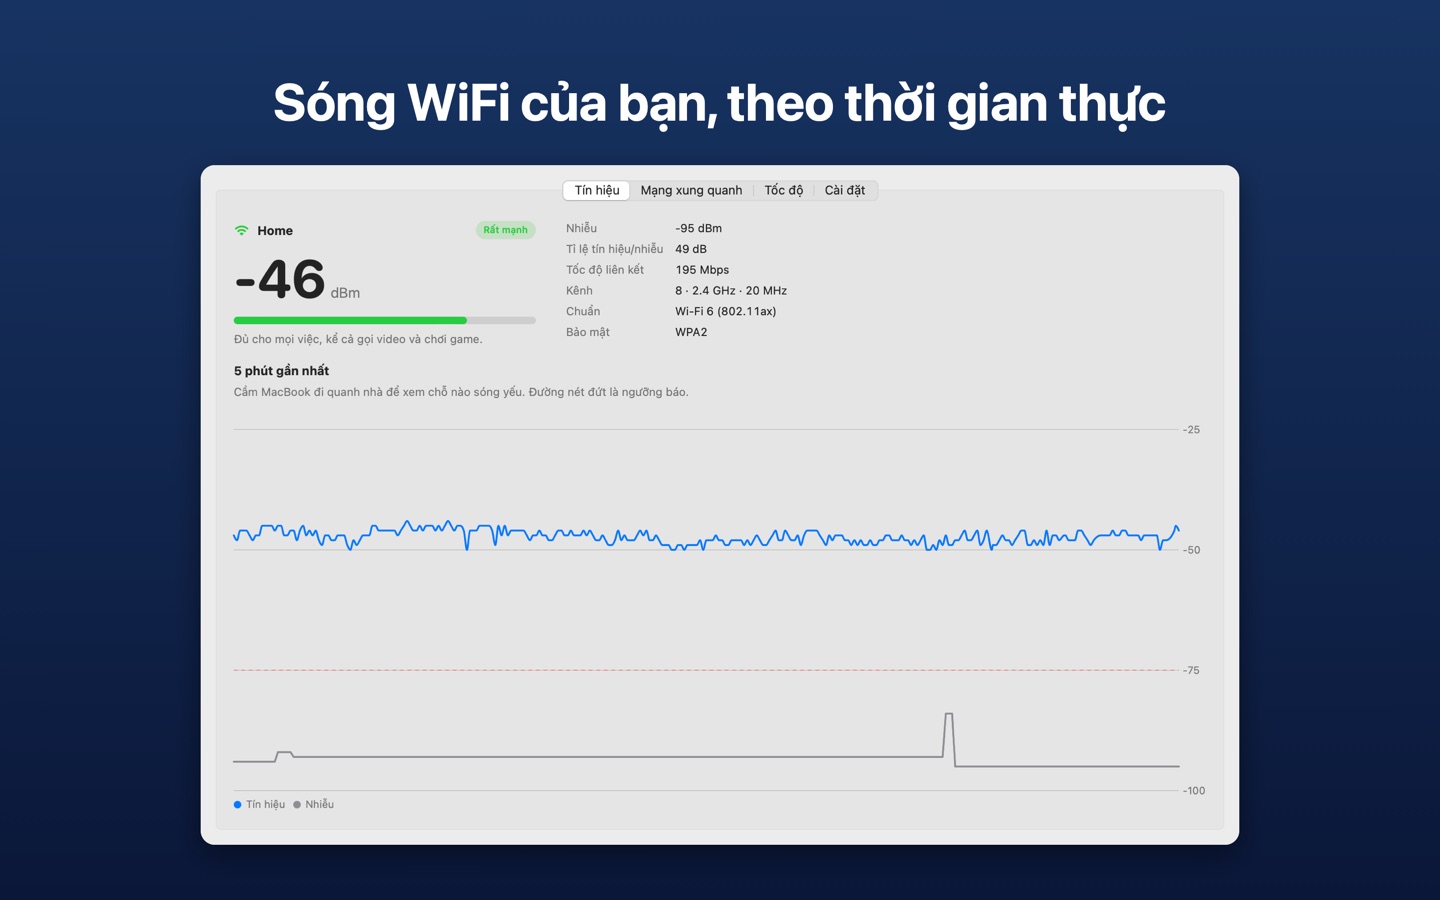 Sóng WiFi của bạn, theo thời gian thực
Tín hiệu Mạng xung quanh Tốc độ Cài đặt
Home Rất mạnh
-46 dBm
Đủ cho mọi việc, kể cả gọi video và chơi game.
Nhiễu -95 dBm
Tỉ lệ tín hiệu/nhiễu 49 dB
Tốc độ liên kết 195 Mbps
Kênh 8 · 2.4 GHz · 20 MHz
Chuẩn Wi-Fi 6 (802.11ax)
Bảo mật WPA2
5 phút gần nhất
Cầm MacBook đi quanh nhà để xem chỗ nào sóng yếu. Đường nét đứt là ngưỡng báo.
-25
-50
-75
-100
Tín hiệu Nhiễu